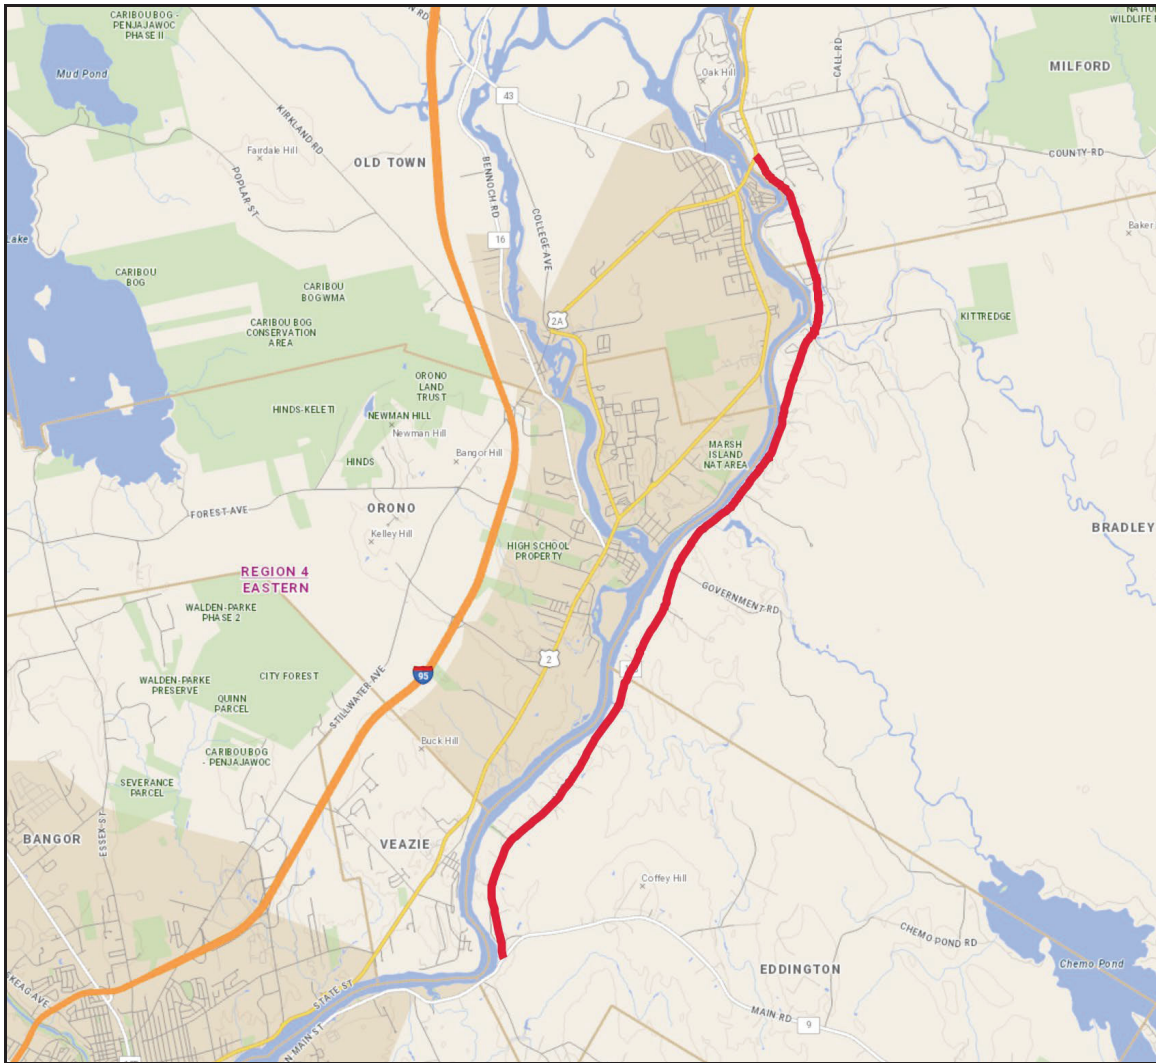 CARIBOU BOG -
PENJAJAWOC
PHASE II
WILDLIFE
Mud Pond
Oak Hill
CALL RD
MILFORD
43
KIRKLAND RD
Fairdale Hill
OLD TOWN
BENNOCH RD
COUNTY RD
POPLAR ST
COLLEGE AVE
Baker
Lake
16
CARIBOU
BOG
CARIBOU
BOG WMA
KITTREDGE
2A
CARIBOU BOG
CONSERVATION
AREA
ORONO
LAND
TRUST
HINDS-KELETI
NEWMAN HILL
Newman Hill
Bangor Hill
MARSH
ISLAND
NAT AREA
HINDS
FOREST AVE
ORONO
Kelley Hill
BRADLEY
HIGH SCHOOL
PROPERTY
REGION 4
EASTERN
GOVERNMENT RD
WALDEN-PARKE
PHASE 2
2
95
CITY FOREST
WALDEN-PARKE
PRESERVE
QUINN
PARCEL
STILLWATER AVE
Buck Hill
CARIBOU BOG
- PENJAJAWOC
SEVERANCE
PARCEL
BANGOR
ESSEX ST
VEAZIE
Coffey Hill
CHEMO POND RD
Chemo Pond
EDDINGTON
STATE ST
MAIN RD
9
N MAIN ST